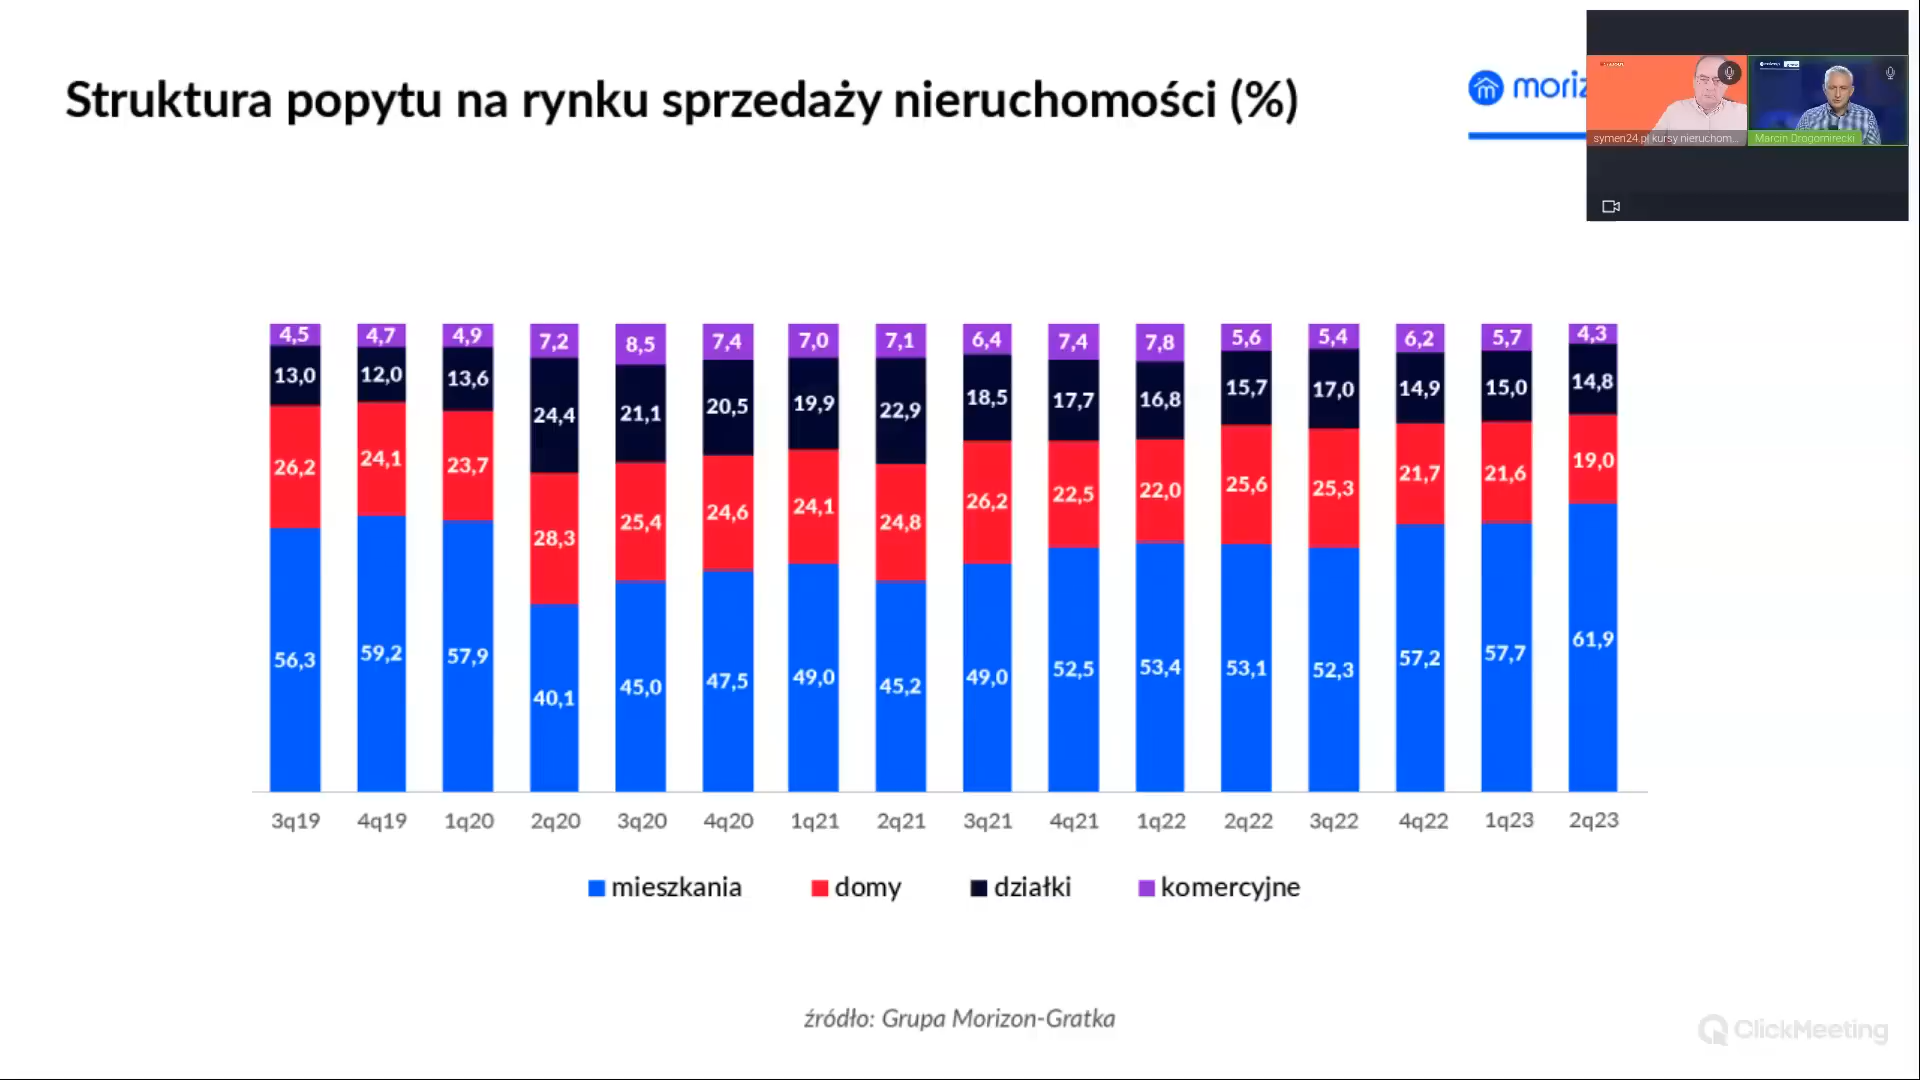 Struktura popytu na rynku sprzedaży nieruchomości (%)
moriz
symen24.pl kursy nieruchom...
Marcin Drogomirecki
4,5 4,7 4,9 7,2 8,5 7,4 7,0 7,1 6,4 7,4 7,8 5,6 5,4 6,2 5,7 4,3
13,0 12,0 13,6 24,4 21,1 20,5 19,9 22,9 18,5 17,7 16,8 15,7 17,0 14,9 15,0 14,8
26,2 24,1 23,7 28,3 25,4 24,6 24,1 24,8 26,2 22,5 22,0 25,6 25,3 21,7 21,6 19,0
56,3 59,2 57,9 40,1 45,0 47,5 49,0 45,2 49,0 52,5 53,4 53,1 52,3 57,2 57,7 61,9
3q19 4q19 1q20 2q20 3q20 4q20 1q21 2q21 3q21 4q21 1q22 2q22 3q22 4q22 1q23 2q23
mieszkania domy działki komercyjne
źródło: Grupa Morizon-Gratka
ClickMeeting